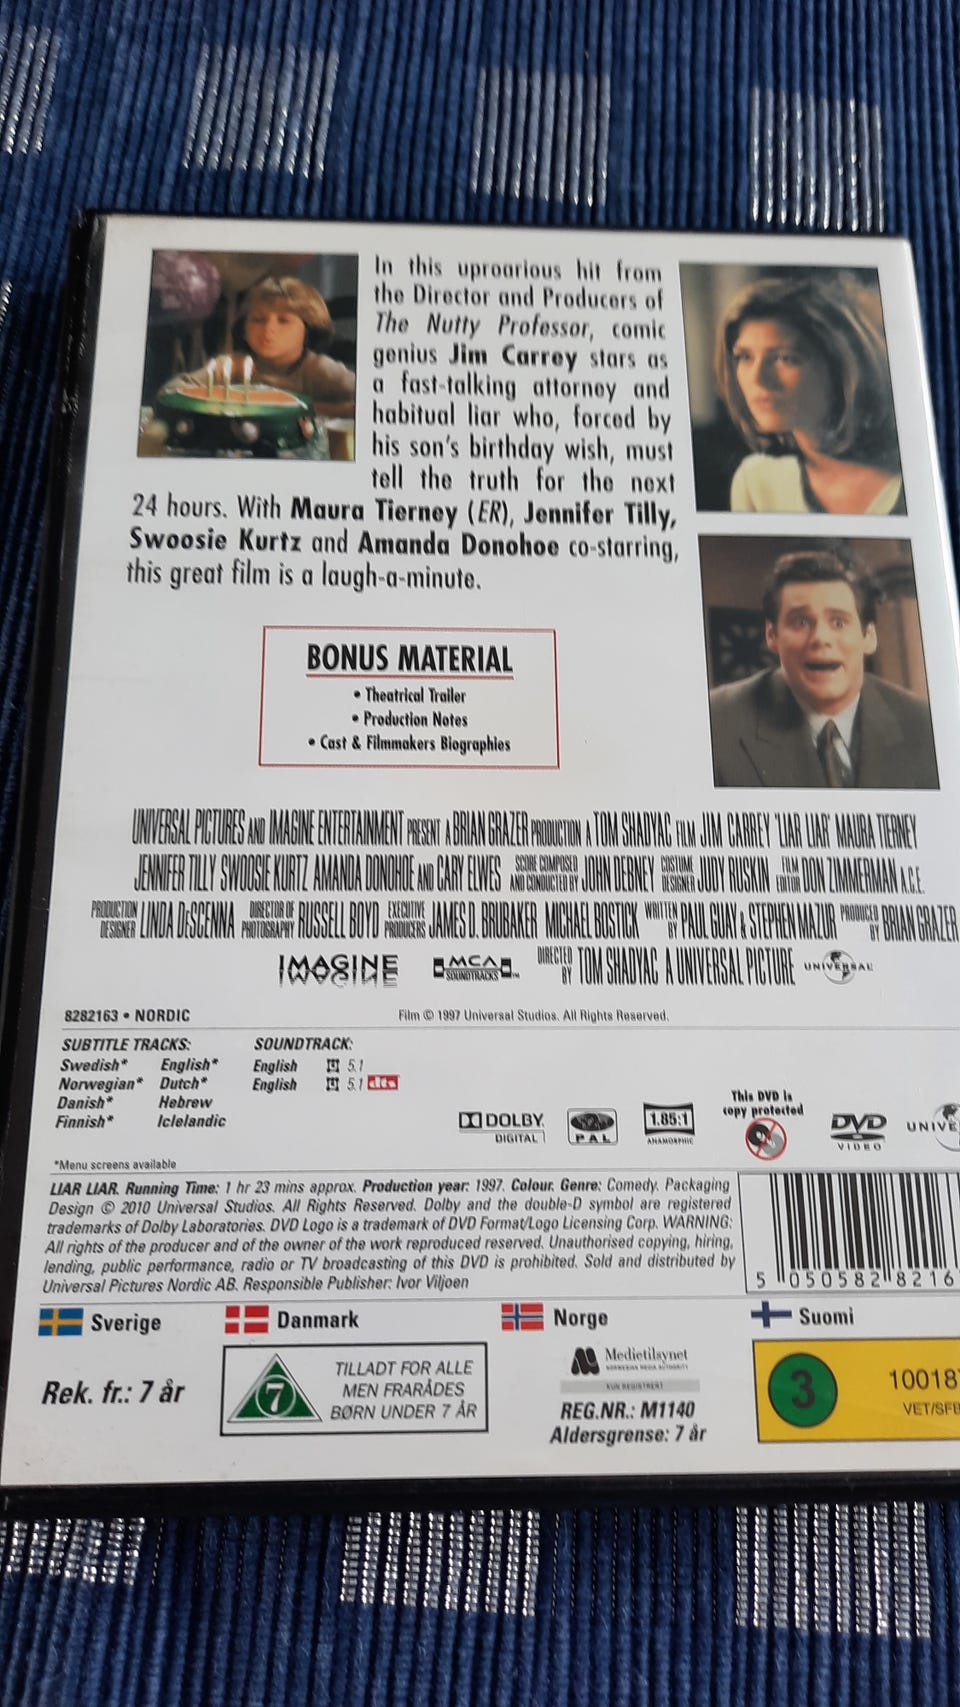 In this uproarious hit from
the Director and Producers of
The Nutty Professor, comic
genius Jim Carrey stars as
a fast-talking attorney and
habitual liar who, forced by
his son's birthday wish, must
tell the truth for the next
24 hours. With Maura Tierney (ER), Jennifer Tilly,
Swoosie Kurtz and Amanda Donohoe co-starring,
this great film is a laugh-a-minute.
BONUS MATERIAL
• Theatrical Trailer
• Production Notes
• Cast & Filmmakers Biographies
UNIVERSAL PICTURES AND IMAGINE ENTERTAINMENT PRESENT A BRIAN GRAZER PRODUCTION A TOM SHADYAC FILM JIM CARREY 'LIAR LIAR' MAURA TIERNEY
JENNIFER TILLY SWOOSIE KURTZ AMANDA DONOHOE AND CARY ELWES SCORE COMPOSED AND CONDUCTED BY JOHN DEBNEY COSTUME DESIGNER JUDY RUSKIN FILM EDITOR DON ZIMMERMAN A.C.E.
PRODUCTION DESIGNER LINDA DeSCENNA DIRECTOR OF PHOTOGRAPHY RUSSELL BOYD EXECUTIVE PRODUCERS JAMES D. BRUBAKER MICHAEL BOSTICK WRITTEN BY PAUL GUAY & STEPHEN MAZUR PRODUCED BY BRIAN GRAZER
IMAGINE MCA SOUNDTRACKS™ DIRECTED BY TOM SHADYAC A UNIVERSAL PICTURE UNIVERSAL
8282163 • NORDIC Film © 1997 Universal Studios. All Rights Reserved.
SUBTITLE TRACKS: SOUNDTRACK:
Swedish* English* English 5.1
Norwegian* Dutch* English 5.1 dts
Danish* Hebrew
Finnish* Iclelandic
This DVD is
copy protected
DOLBY DIGITAL PAL 1.85:1 ANAMORPHIC DVD VIDEO UNIVE
*Menu screens available
LIAR LIAR. Running Time: 1 hr 23 mins approx. Production year: 1997. Colour. Genre: Comedy. Packaging
Design © 2010 Universal Studios. All Rights Reserved. Dolby and the double-D symbol are registered
trademarks of Dolby Laboratories. DVD Logo is a trademark of DVD Format/Logo Licensing Corp. WARNING:
All rights of the producer and of the owner of the work reproduced reserved. Unauthorised copying, hiring,
lending, public performance, radio or TV broadcasting of this DVD is prohibited. Sold and distributed by
Universal Pictures Nordic AB. Responsible Publisher: Ivor Viljoen
5 050582 8216
Sverige Danmark Norge Suomi
Rek. fr.: 7 år
7
TILLADT FOR ALLE
MEN FRARÅDES
BØRN UNDER 7 ÅR
Medietilsynet
NORWEGIAN MEDIA AUTHORITY
KUN REGISTRERT
REG.NR.: M1140
Aldersgrense: 7 år
3
10018
VET/SFB